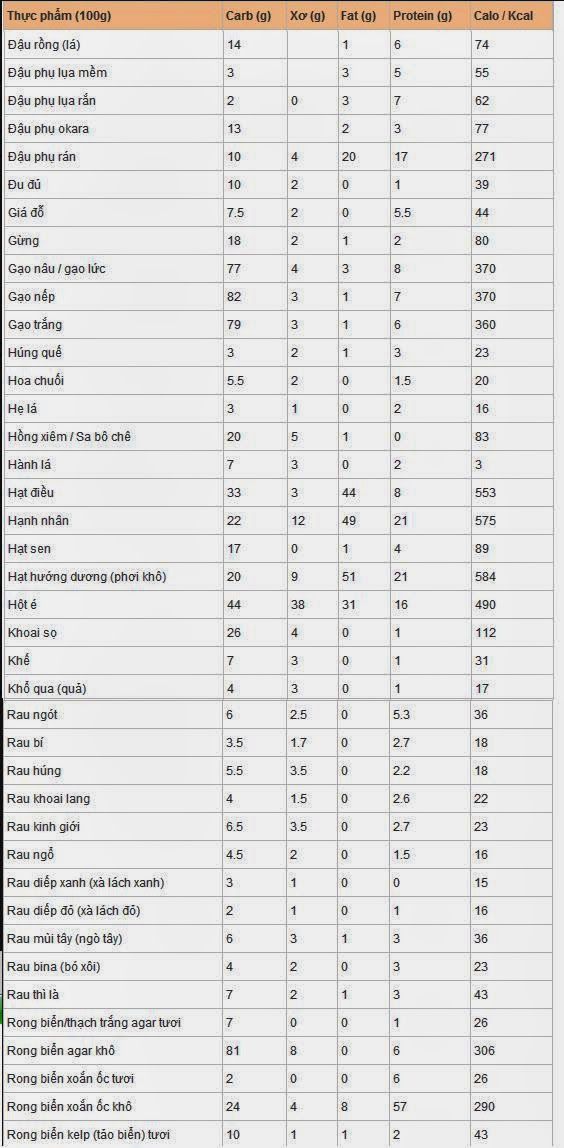 Thực phẩm (100g) Carb (g) Xơ (g) Fat (g) Protein (g) Calo / Kcal
Đậu rồng (lá) 14 1 6 74
Đậu phụ lụa mềm 3 3 5 55
Đậu phụ lụa rắn 2 0 3 7 62
Đậu phụ okara 13 2 3 77
Đậu phụ rán 10 4 20 17 271
Đu đủ 10 2 0 1 39
Giá đỗ 7.5 2 0 5.5 44
Gừng 18 2 1 2 80
Gạo nâu / gạo lức 77 4 3 8 370
Gạo nếp 82 3 1 7 370
Gạo trắng 79 3 1 6 360
Húng quế 3 2 1 3 23
Hoa chuối 5.5 2 0 1.5 20
Hẹ lá 3 1 0 2 16
Hồng xiêm / Sa bô chê 20 5 1 0 83
Hành lá 7 3 0 2 3
Hạt điều 33 3 44 8 553
Hạnh nhân 22 12 49 21 575
Hạt sen 17 0 1 4 89
Hạt hướng dương (phơi khô) 20 9 51 21 584
Hột é 44 38 31 16 490
Khoai sọ 26 4 0 1 112
Khế 7 3 0 1 31
Khổ qua (quả) 4 3 0 1 17
Rau ngót 6 2.5 0 5.3 36
Rau bí 3.5 1.7 0 2.7 18
Rau húng 5.5 3.5 0 2.2 18
Rau khoai lang 4 1.5 0 2.6 22
Rau kinh giới 6.5 3.5 0 2.7 23
Rau ngổ 4.5 2 0 1.5 16
Rau diếp xanh (xà lách xanh) 3 1 0 0 15
Rau diếp đỏ (xà lách đỏ) 2 1 0 1 16
Rau mùi tây (ngò tây) 6 3 1 3 36
Rau bina (bó xôi) 4 2 0 3 23
Rau thì là 7 2 1 3 43
Rong biển/thạch trắng agar tươi 7 0 0 1 26
Rong biển agar khô 81 8 0 6 306
Rong biển xoắn ốc tươi 2 0 0 6 26
Rong biển xoắn ốc khô 24 4 8 57 290
Rong biển kelp (tảo biển) tươi 10 1 1 2 43